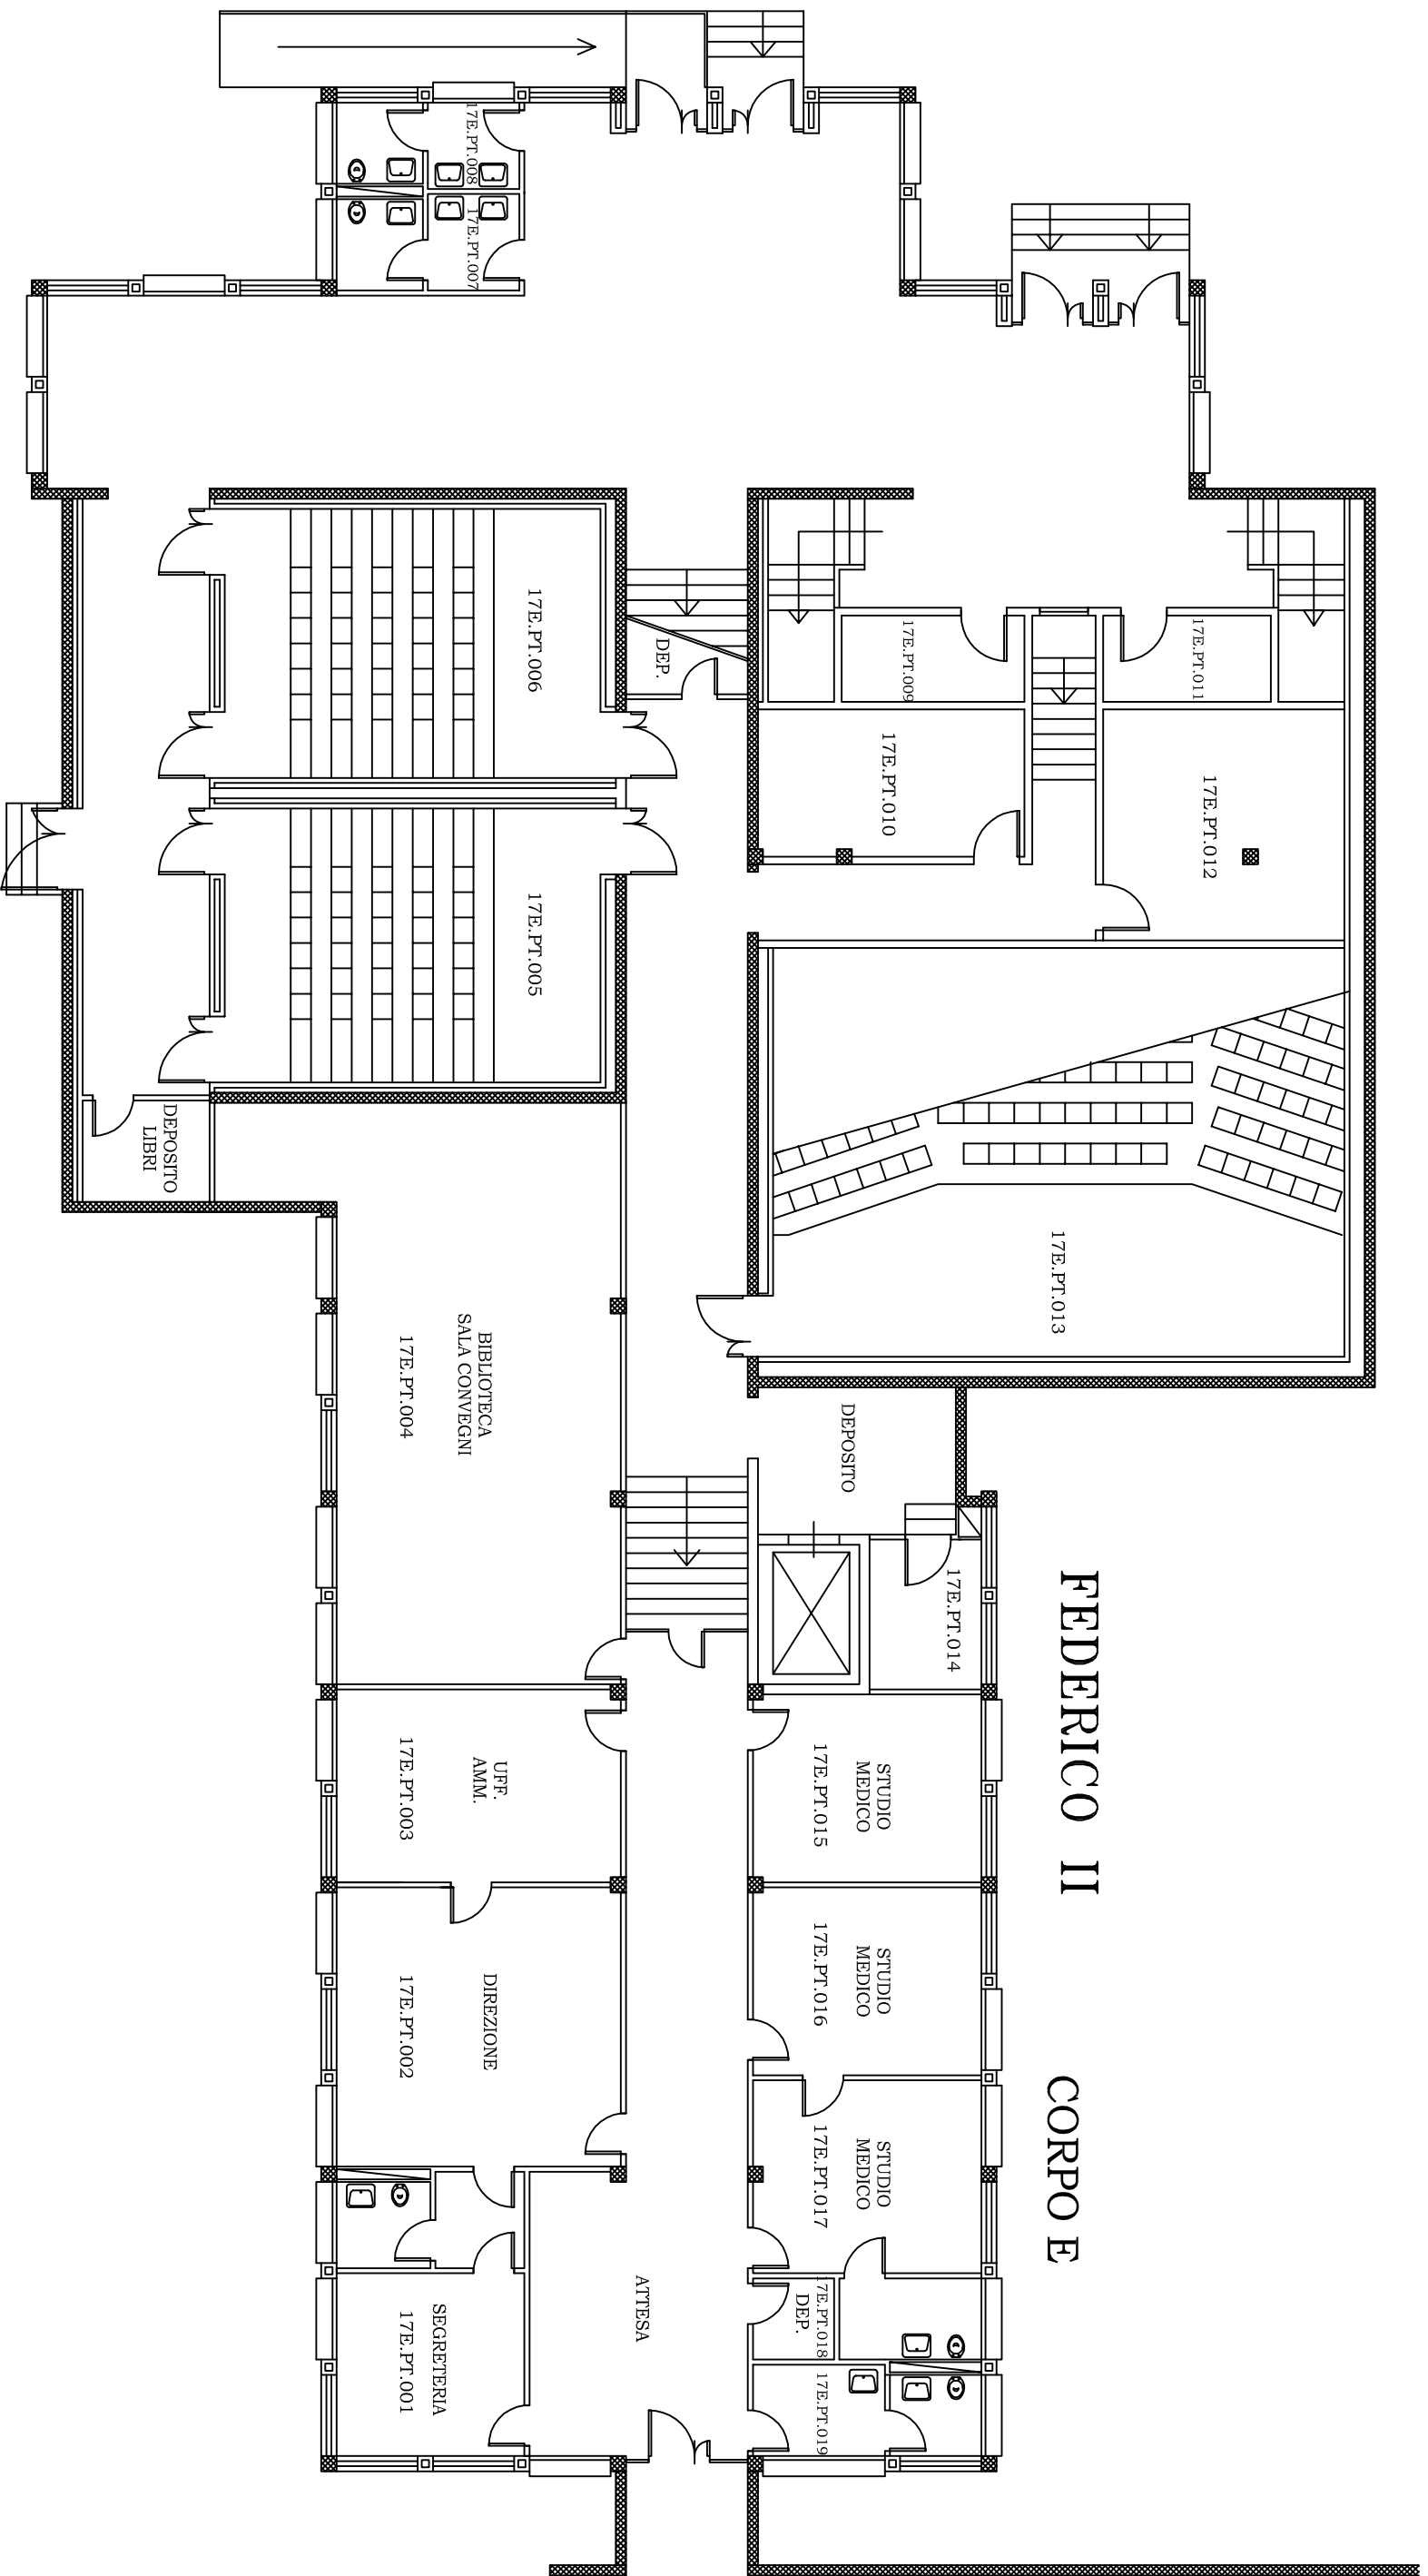 FEDERICO II
CORPO E
17E.PT.008
17E.PT.007
17E.PT.006
DEP.
17E.PT.009
17E.PT.011
17E.PT.010
17E.PT.012
17E.PT.005
DEPOSITO
LIBRI
17E.PT.013
BIBLIOTECA
SALA CONVEGNI
17E.PT.004
DEPOSITO
17E.PT.014
UFF.
AMM.
17E.PT.003
STUDIO
MEDICO
17E.PT.015
DIREZIONE
17E.PT.002
STUDIO
MEDICO
17E.PT.016
STUDIO
MEDICO
17E.PT.017
ATTESA
SEGRETERIA
17E.PT.001
17E.PT.018
DEP.
17E.PT.019